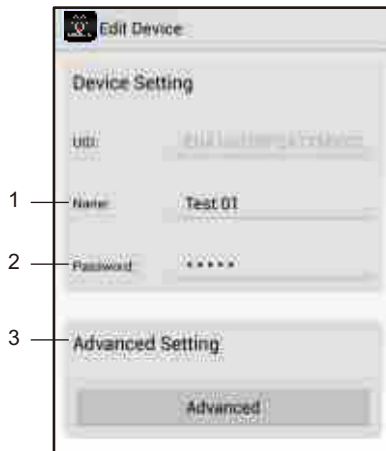 Edit Device
Device Setting
UID:
1 Name: Test 01
2 Password •••••
3 Advanced Setting
Advanced